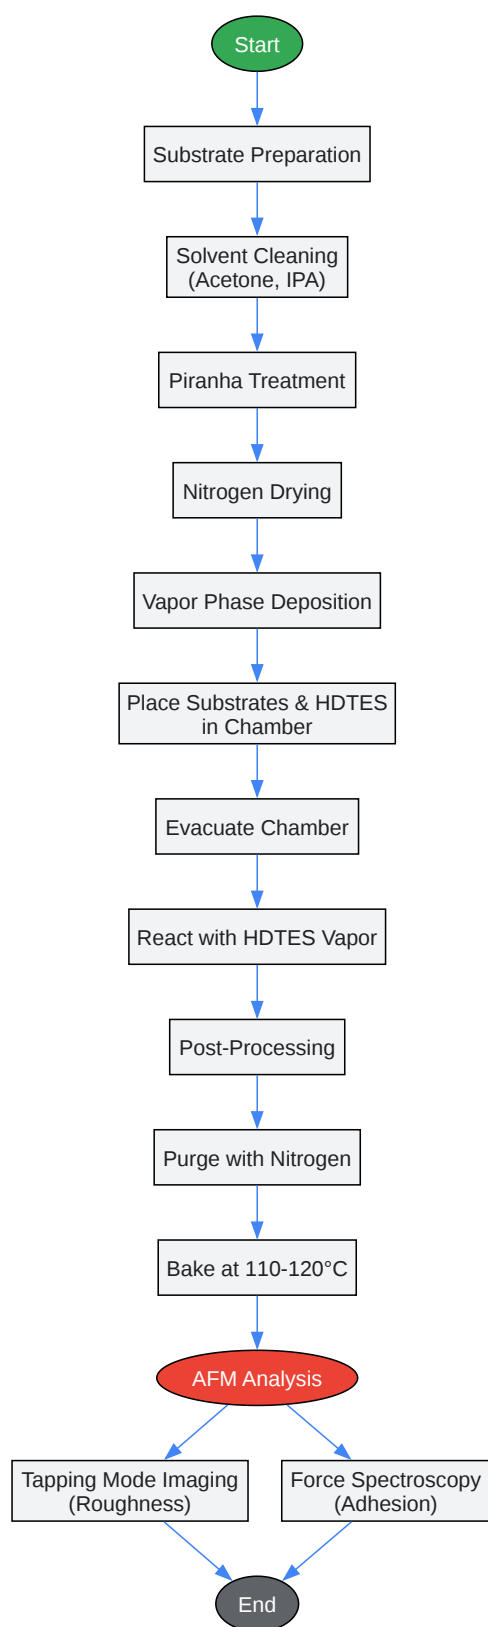 Start
Substrate Preparation
Solvent Cleaning
(Acetone, IPA)
Piranha Treatment
Nitrogen Drying
Vapor Phase Deposition
Place Substrates & HDTES
in Chamber
Evacuate Chamber
React with HDTES Vapor
Post-Processing
Purge with Nitrogen
Bake at 110-120°C
AFM Analysis
Tapping Mode Imaging
(Roughness)
Force Spectroscopy
(Adhesion)
End